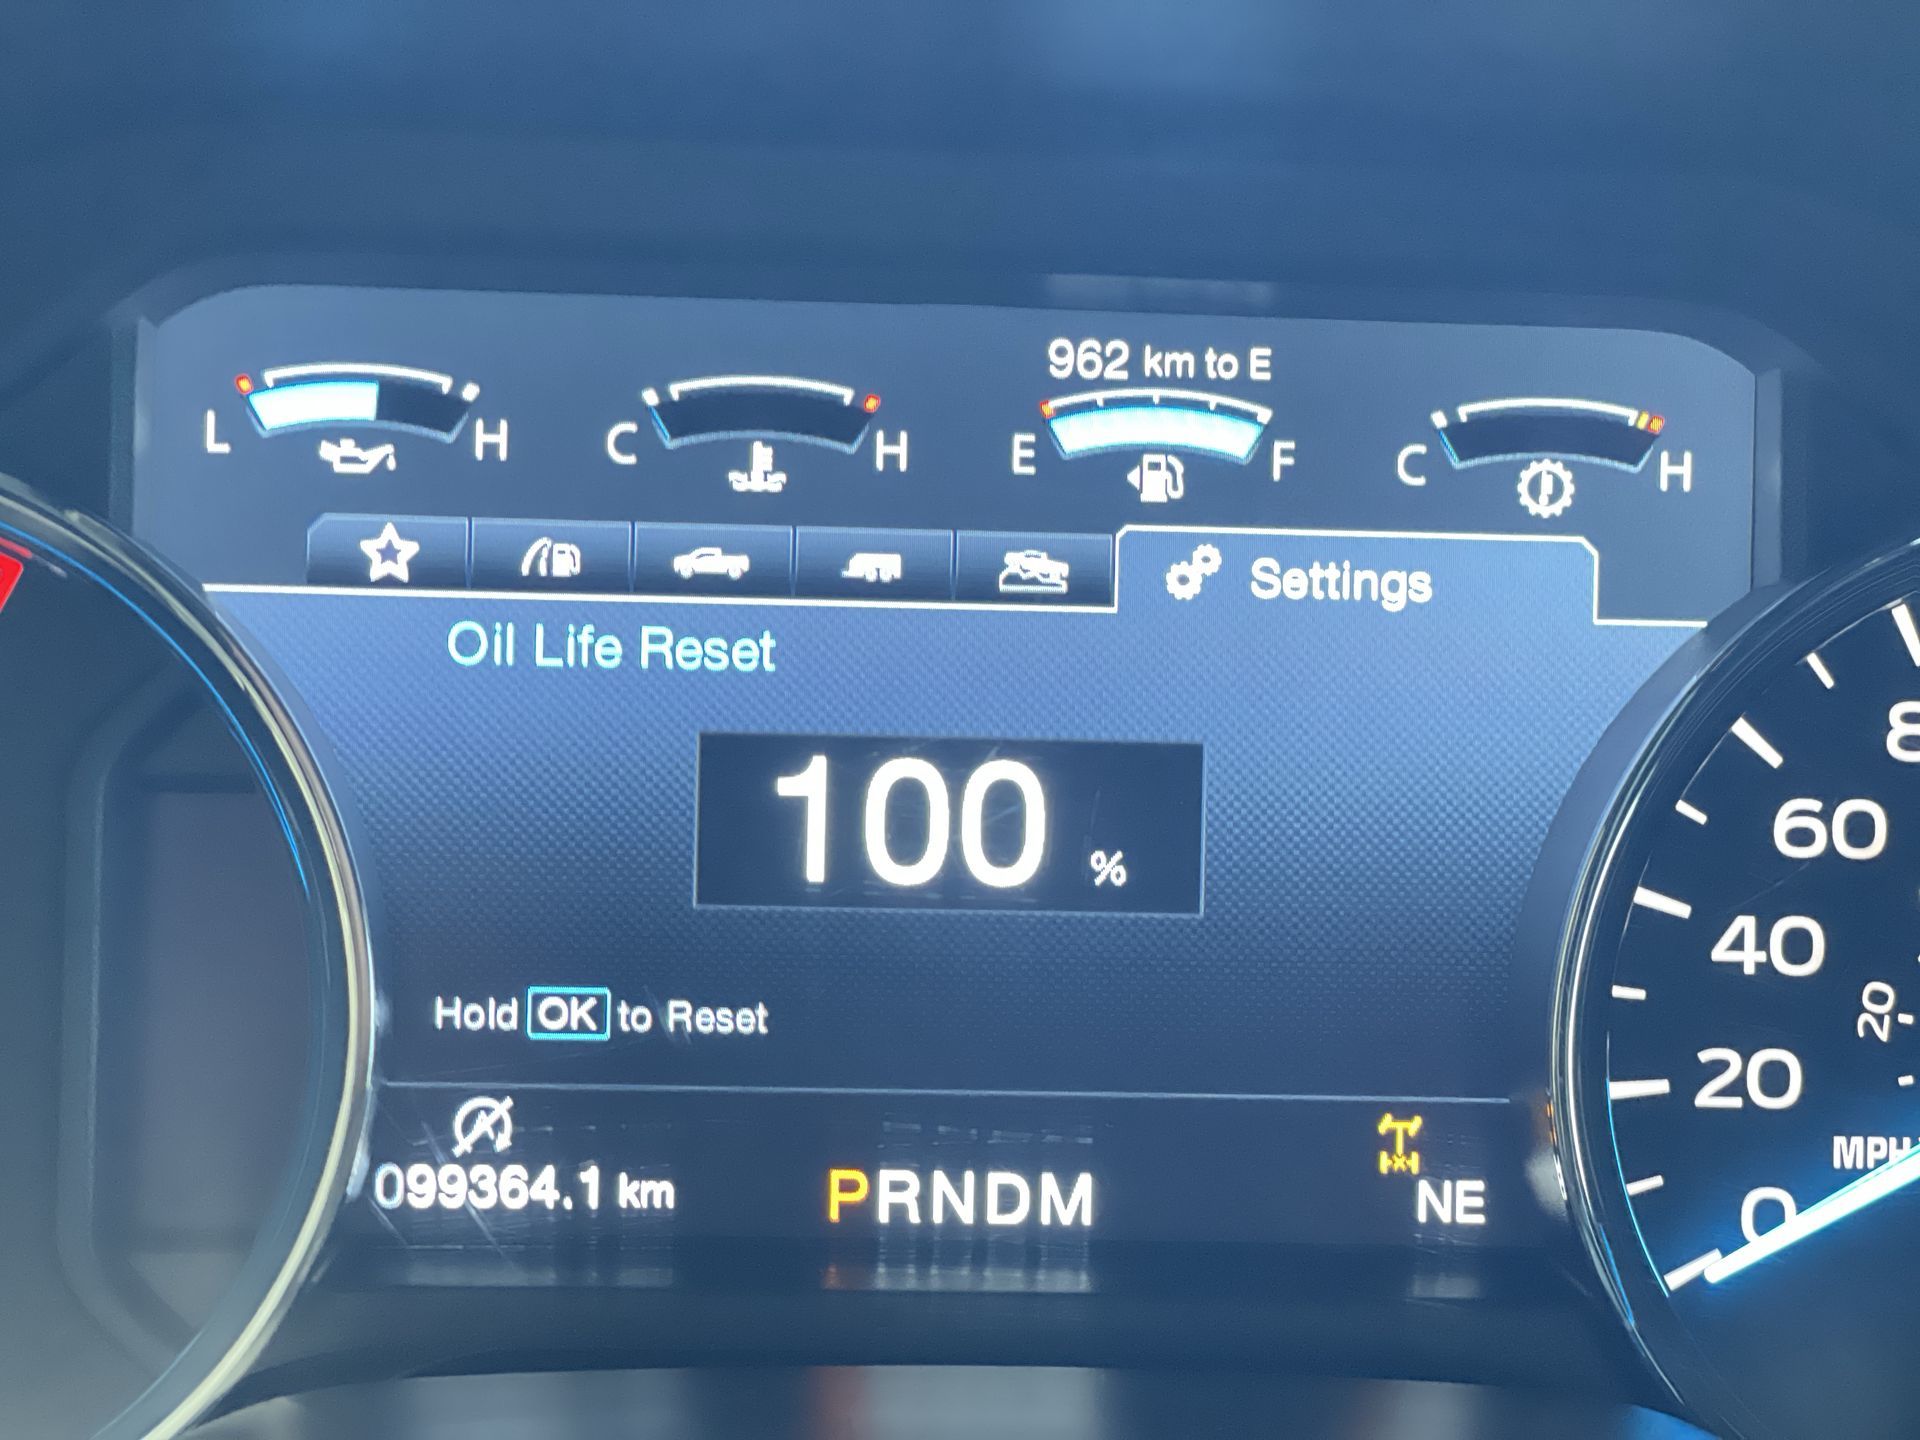 962 km to E
L H C H E F C H
Settings
Oil Life Reset
100 %
Hold OK to Reset
099364.1 km
PRNDM
NE
60
40
20
20
MPH
0